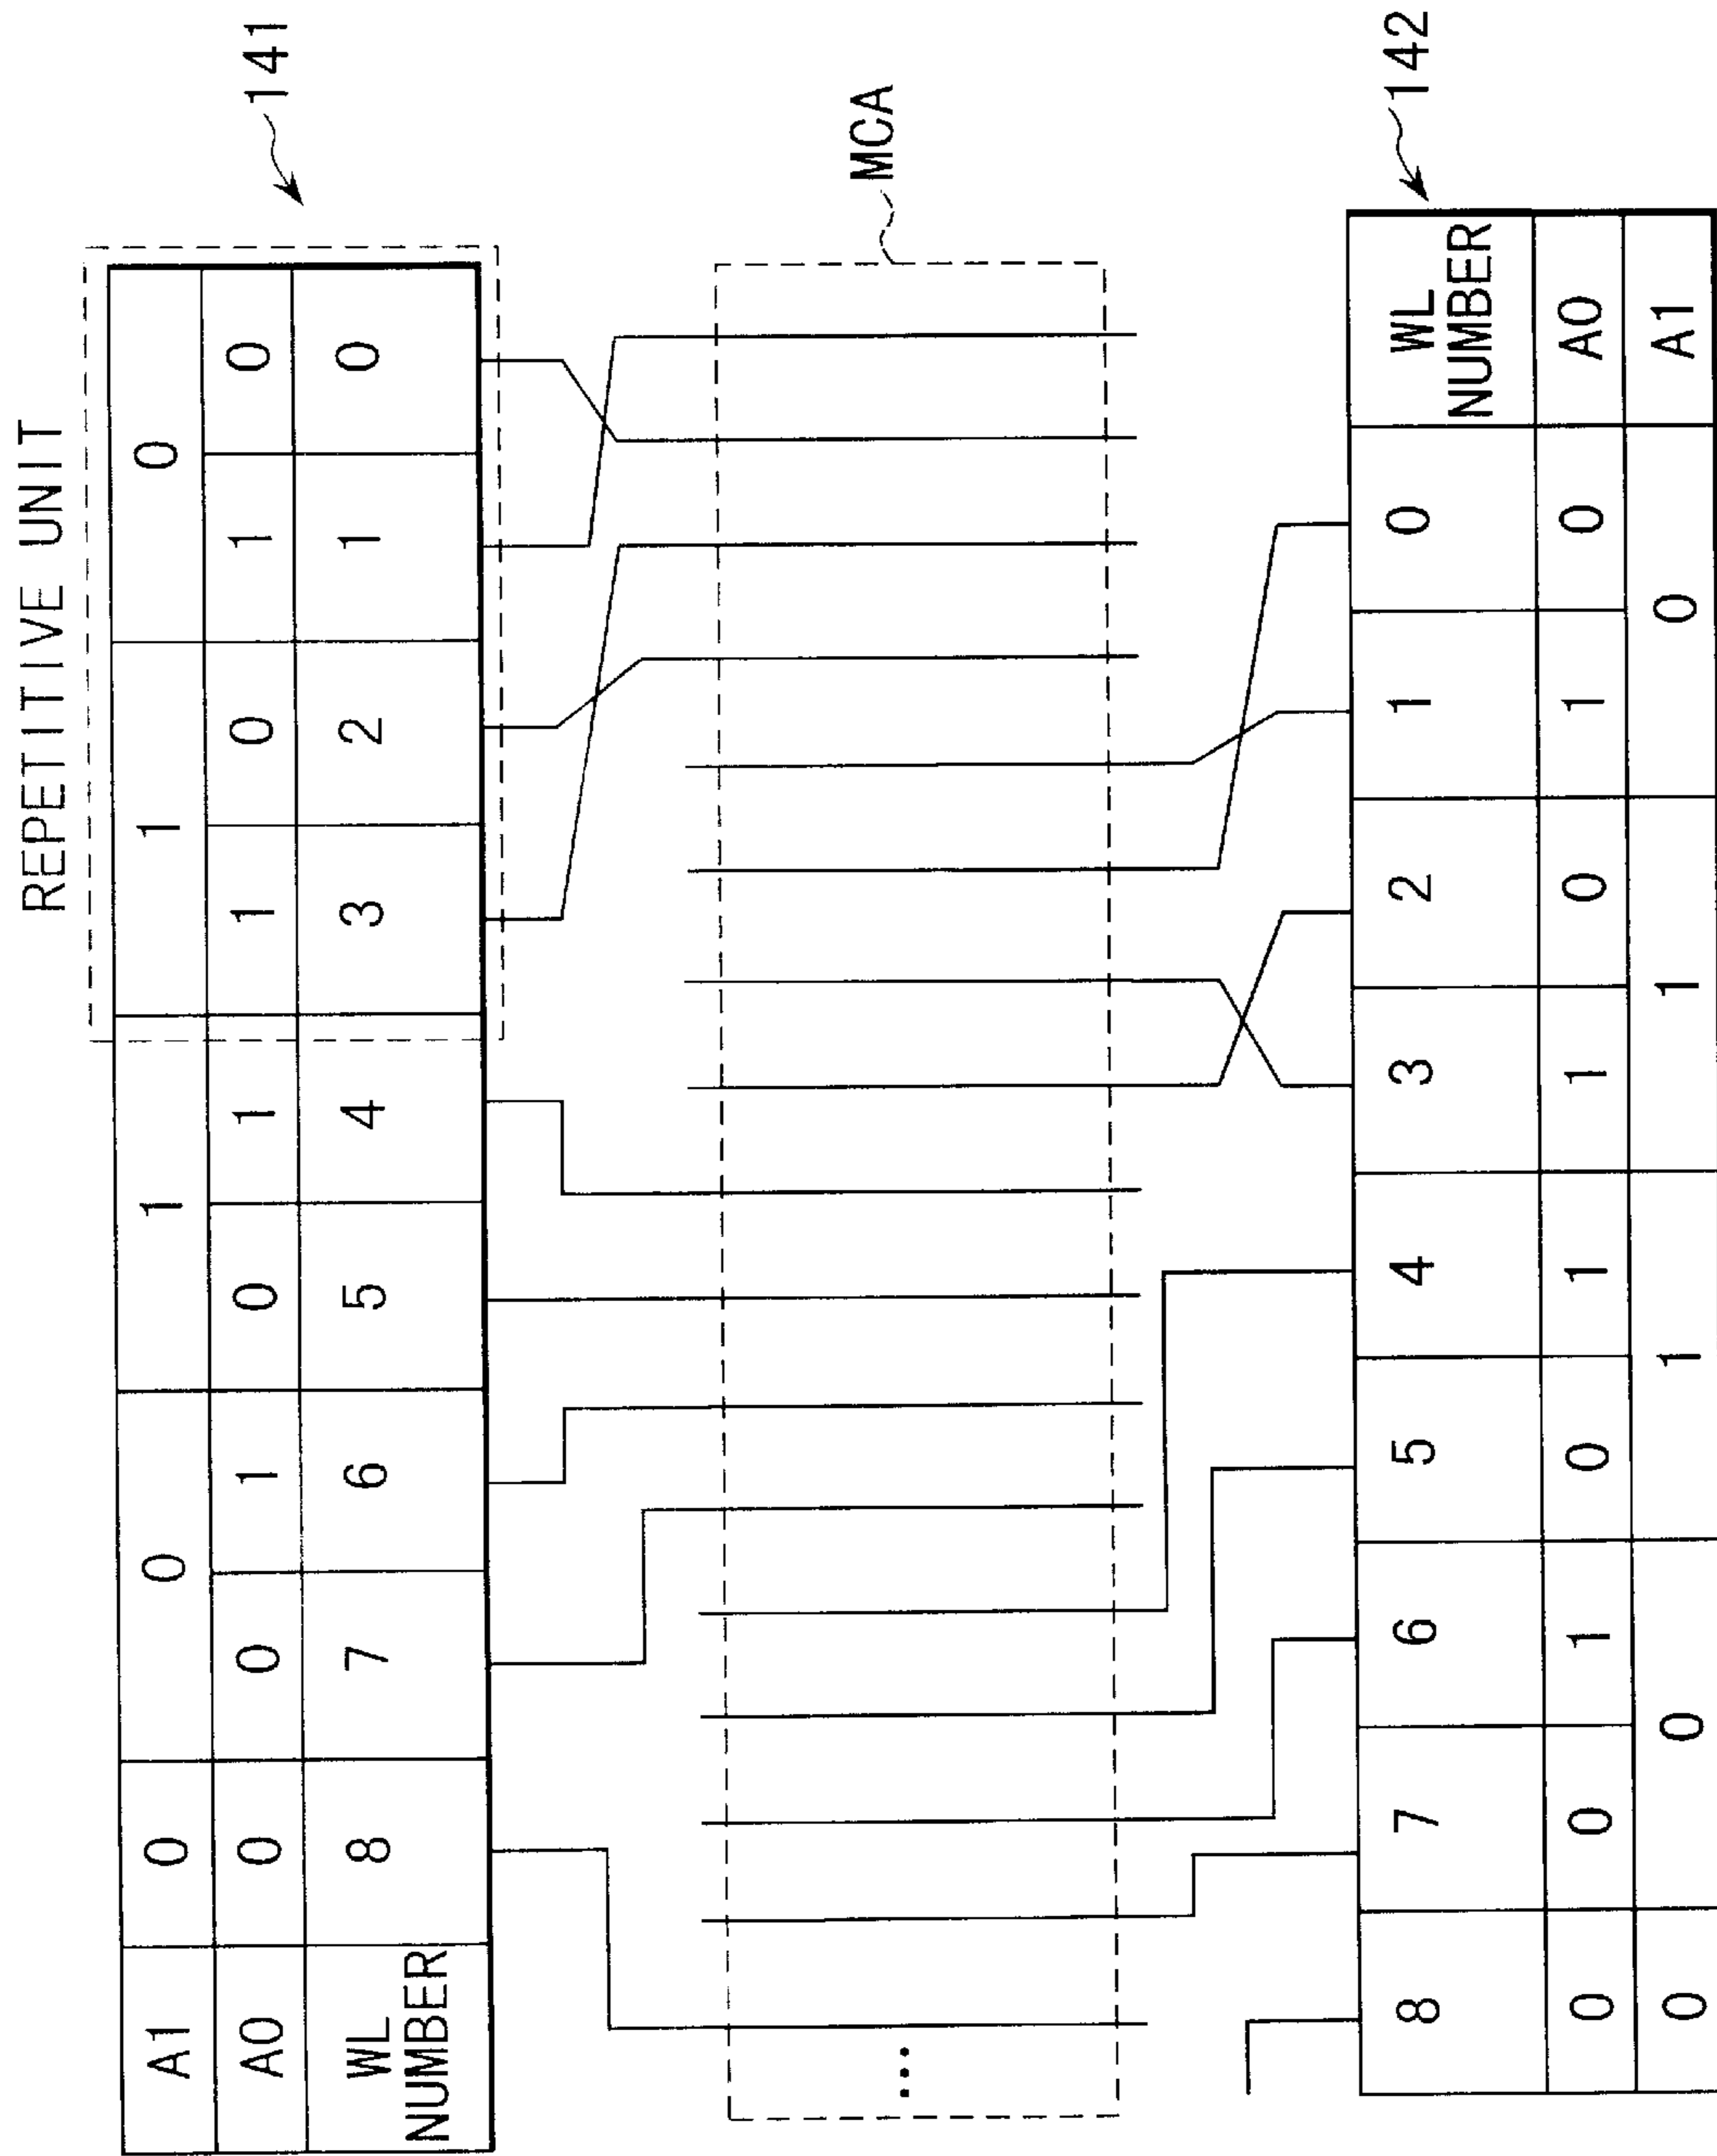 REPETITIVE UNIT
A1 0 0 1 1 0
A0 0 0 1 0 1 1 0 1 0
WL
NUMBER 8 7 6 5 4 3 2 1 0
141
MCA
...
142
8 7 6 5 4 3 2 1 0 WL
NUMBER
0 0 1 0 1 1 0 1 0 A0
0 0 1 1 0 A1